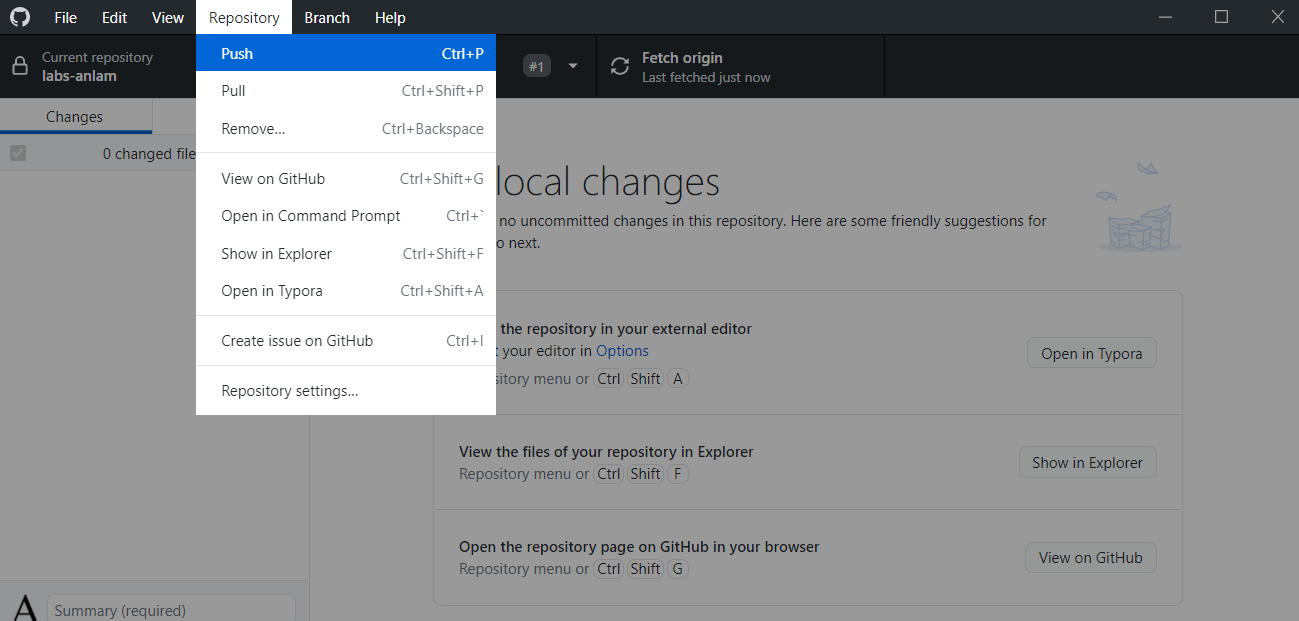 File Edit View Repository Branch Help
Current repository
labs-anlam
#1
Fetch origin
Last fetched just now
Push Ctrl+P
Pull Ctrl+Shift+P
Remove... Ctrl+Backspace
View on GitHub Ctrl+Shift+G
Open in Command Prompt Ctrl+`
Show in Explorer Ctrl+Shift+F
Open in Typora Ctrl+Shift+A
Create issue on GitHub Ctrl+I
Repository settings...
Changes
0 changed file
local changes
no uncommitted changes in this repository. Here are some friendly suggestions for
o next.
the repository in your external editor
your editor in Options
sitory menu or Ctrl Shift A
Open in Typora
View the files of your repository in Explorer
Repository menu or Ctrl Shift F
Show in Explorer
Open the repository page on GitHub in your browser
Repository menu or Ctrl Shift G
View on GitHub
A
Summary (required)